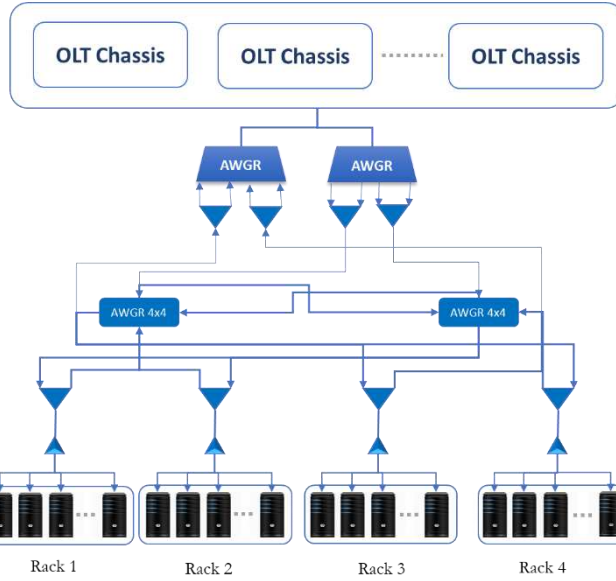 OLT Chassis OLT Chassis OLT Chassis
AWGR AWGR
AWGR 4x4 AWGR 4x4
Rack 1 Rack 2 Rack 3 Rack 4